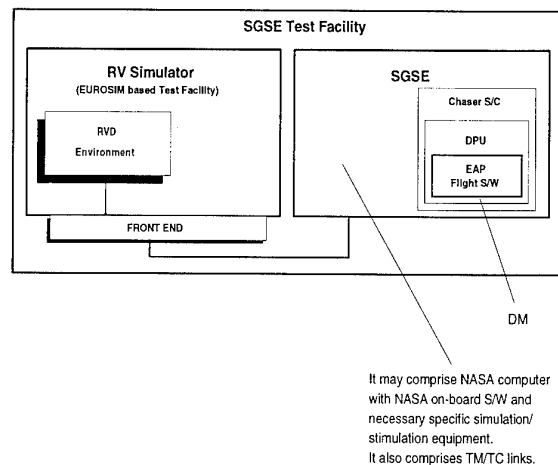 SGSE Test Facility
RV Simulator
(EUROSIM based Test Facility)
RVD
Environment
FRONT END
SGSE
Chaser S/C
DPU
EAP
Flight S/W
DM
It may comprise NASA computer
with NASA on-board S/W and
necessary specific simulation/
stimulation equipment.
It also comprises TM/TC links.